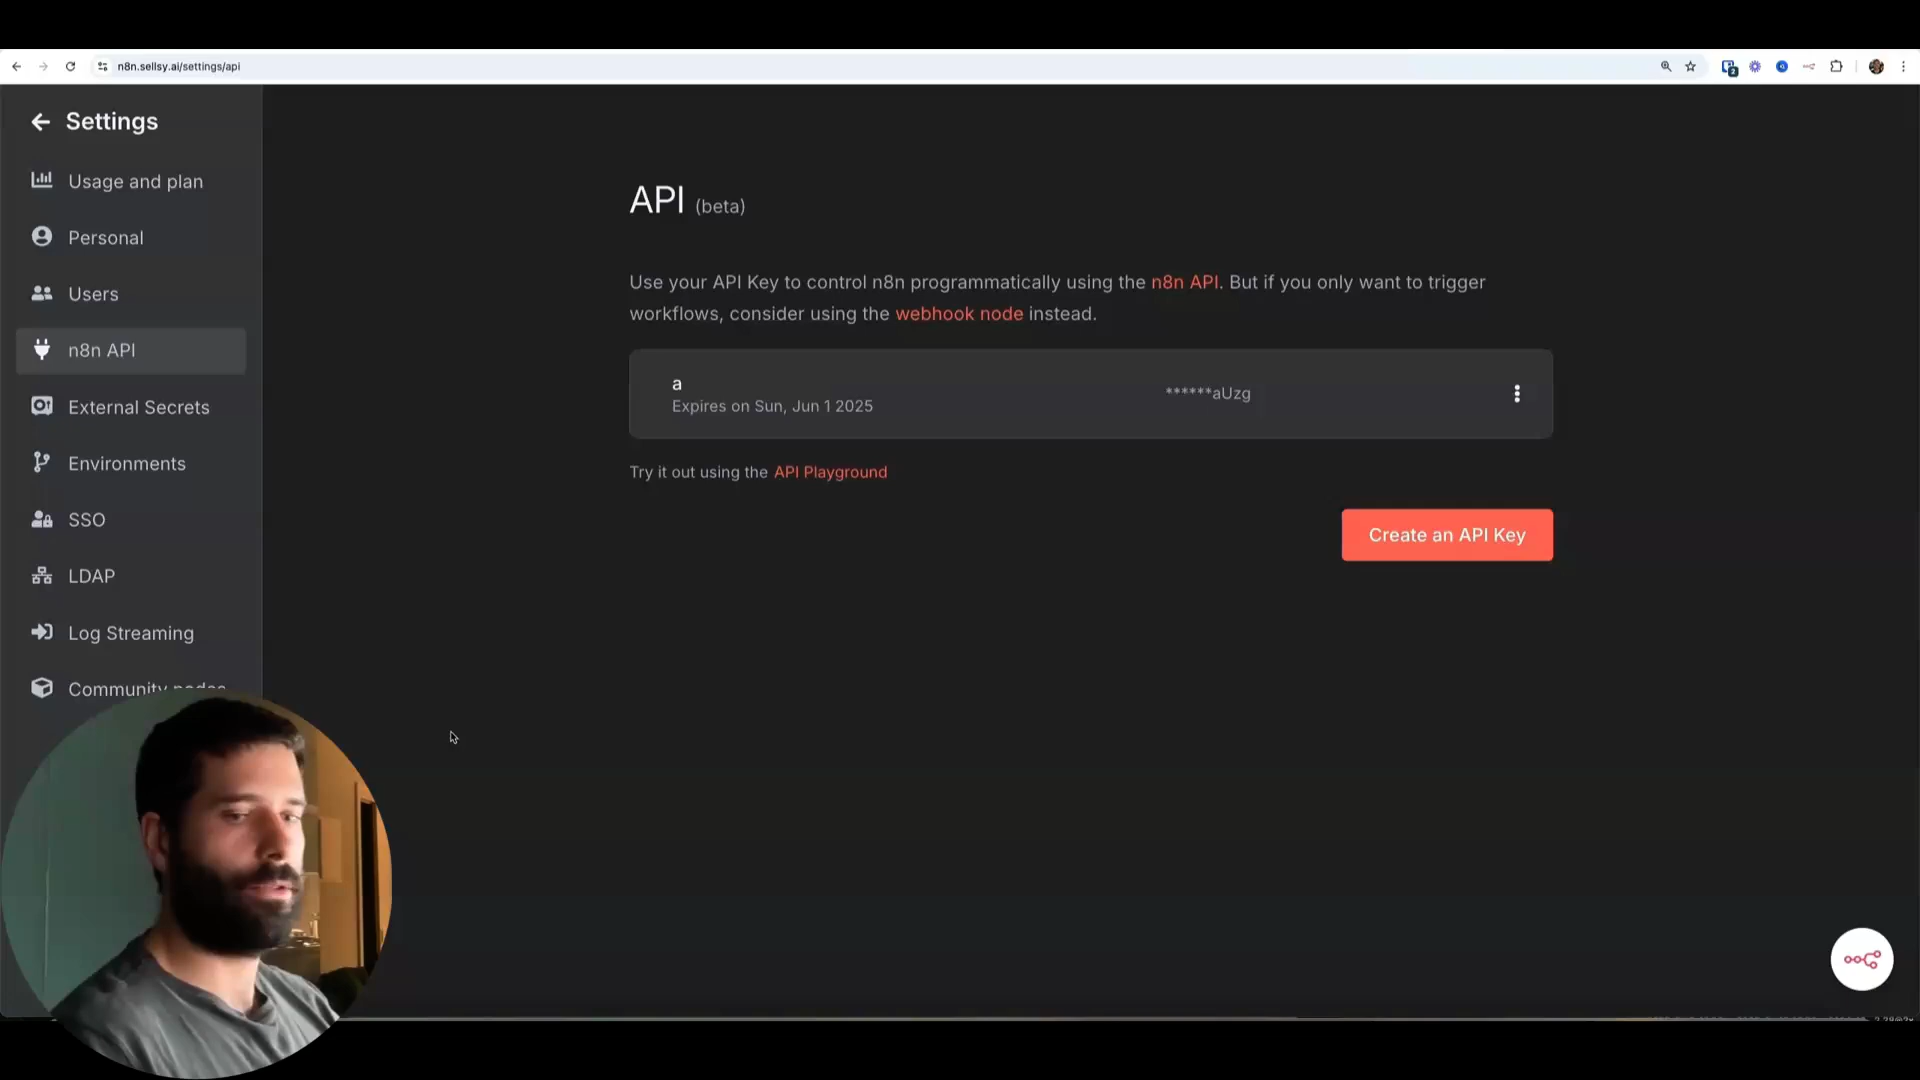 n8n.sellsy.ai/settings/api
2
Settings
Usage and plan
Personal
Users
n8n API
External Secrets
Environments
SSO
LDAP
Log Streaming
Community nodes
API (beta)
Use your API Key to control n8n programmatically using the n8n API. But if you only want to trigger
workflows, consider using the webhook node instead.
a
Expires on Sun, Jun 1 2025
******aUzg
Try it out using the API Playground
Create an API Key